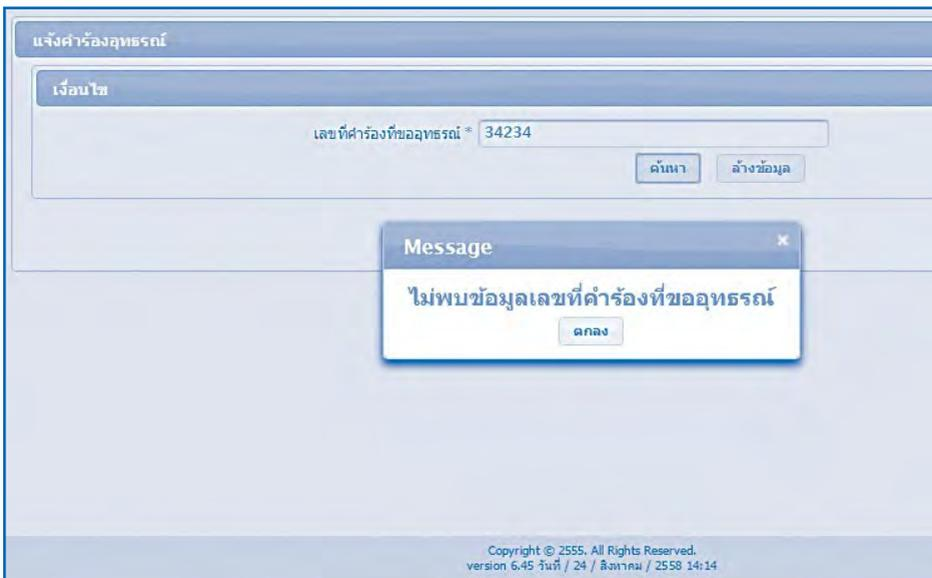 แจ้งคำร้องอุทธรณ์
เงื่อนไข
เลขที่คำร้องที่ขออุทธรณ์ * 34234
ค้นหา ล้างข้อมูล
Message ×
ไม่พบข้อมูลเลขที่คำร้องที่ขออุทธรณ์
ตกลง
Copyright © 2555. All Rights Reserved.
version 6.45 วันที่ / 24 / สิงหาคม / 2558 14:14